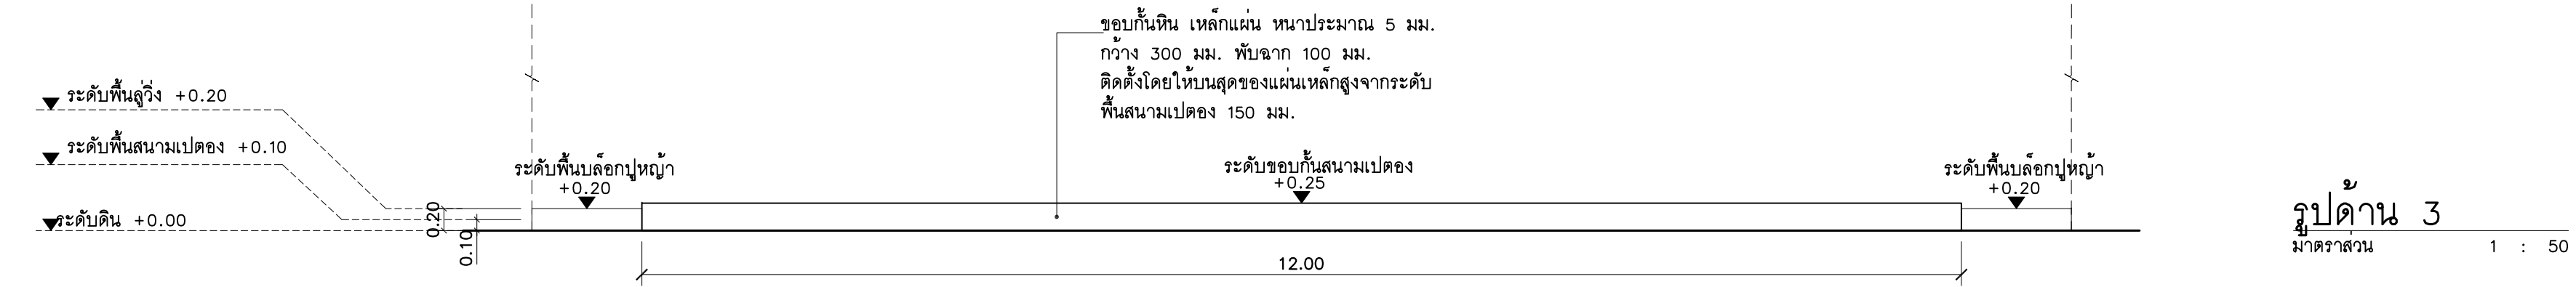 ขอบกั้นหิน เหล็กแผ่น หนาประมาณ 5 มม.
กว้าง 300 มม. พับฉาก 100 มม.
ติดตั้งโดยให้บนสุดของแผ่นเหล็กสูงจากระดับ
พื้นสนามเปตอง 150 มม.
ระดับพื้นลู่วิ่ง +0.20
ระดับพื้นสนามเปตอง +0.10
ระดับดิน +0.00
0.20
0.10
ระดับพื้นบล็อกปูหญ้า
+0.20
ระดับขอบกั้นสนามเปตอง
+0.25
ระดับพื้นบล็อกปูหญ้า
+0.20
12.00
รูปด้าน 3
มาตราส่วน 1 : 50